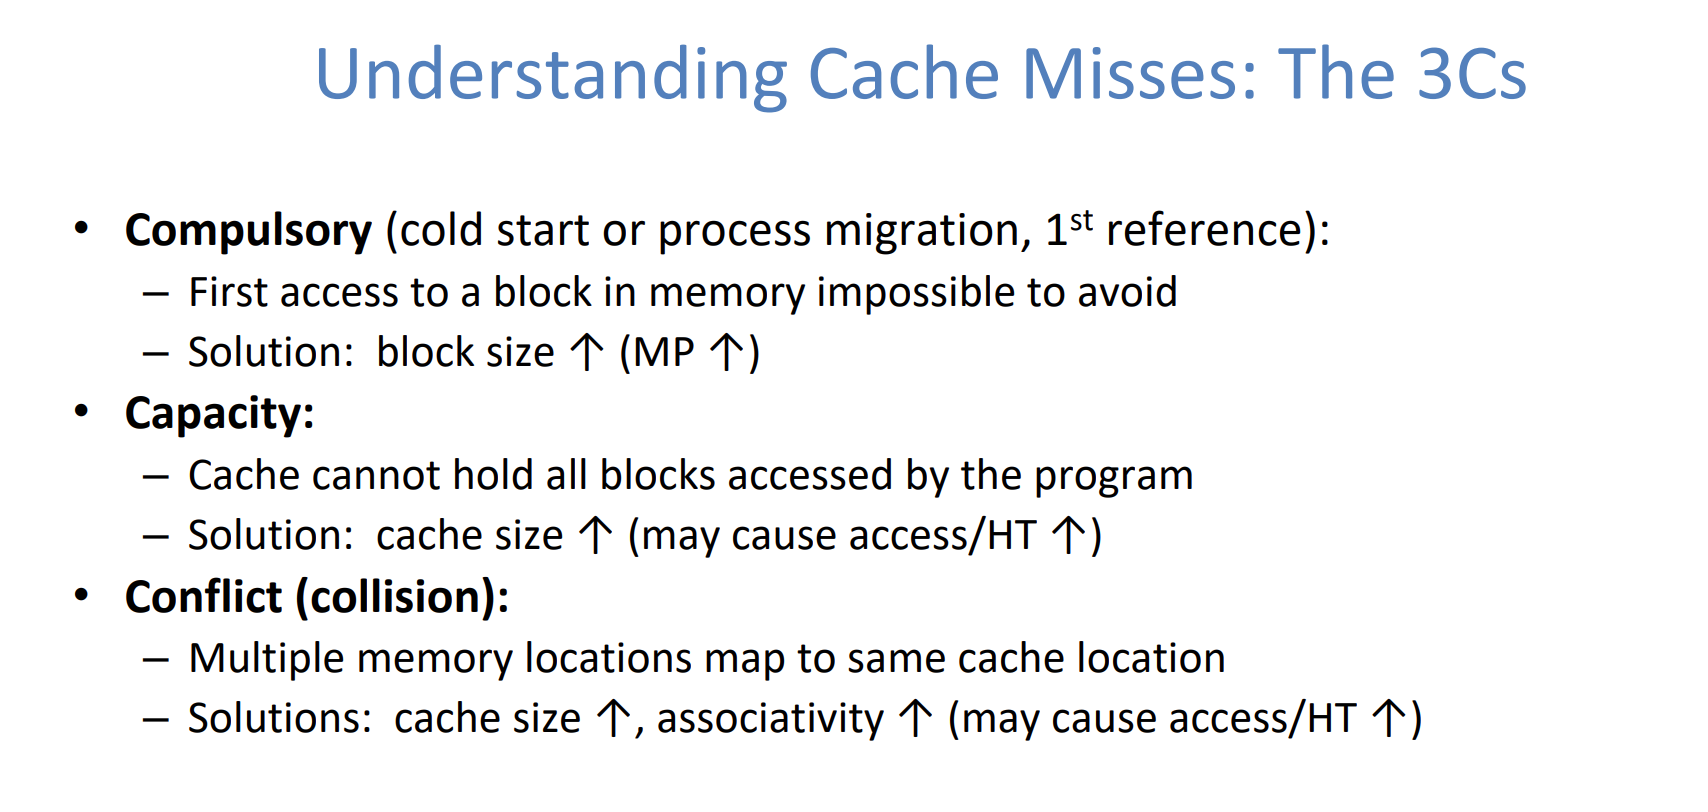 Understanding Cache Misses: The 3Cs
• Compulsory (cold start or process migration, 1st reference):
– First access to a block in memory impossible to avoid
– Solution:  block size ↑ (MP ↑)
• Capacity:
– Cache cannot hold all blocks accessed by the program
– Solution:  cache size ↑ (may cause access/HT ↑)
• Conflict (collision):
– Multiple memory locations map to same cache location
– Solutions:  cache size ↑, associativity ↑ (may cause access/HT ↑)